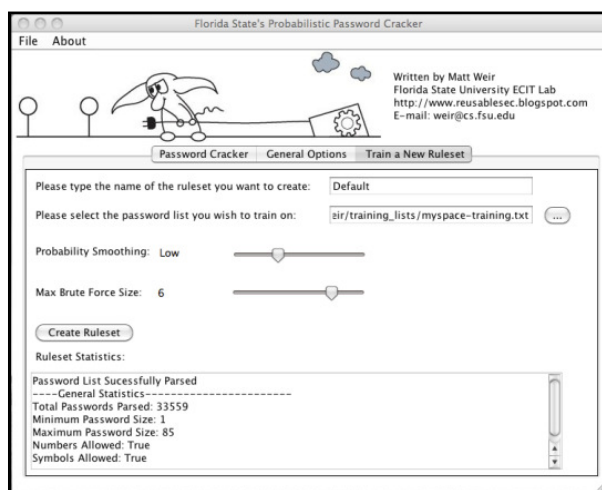 Florida State's Probabilistic Password Cracker
File About
Written by Matt Weir
Florida State University ECIT Lab
http://www.reusablesec.blogspot.com
E-mail: weir@cs.fsu.edu
Password Cracker General Options Train a New Ruleset
Please type the name of the ruleset you want to create: Default
Please select the password list you wish to train on: eir/training_lists/myspace-training.txt ...
Probability Smoothing: Low
Max Brute Force Size: 6
Create Ruleset
Ruleset Statistics:
Password List Sucessfully Parsed
----General Statistics------------------------
Total Passwords Parsed: 33559
Minimum Password Size: 1
Maximum Password Size: 85
Numbers Allowed: True
Symbols Allowed: True